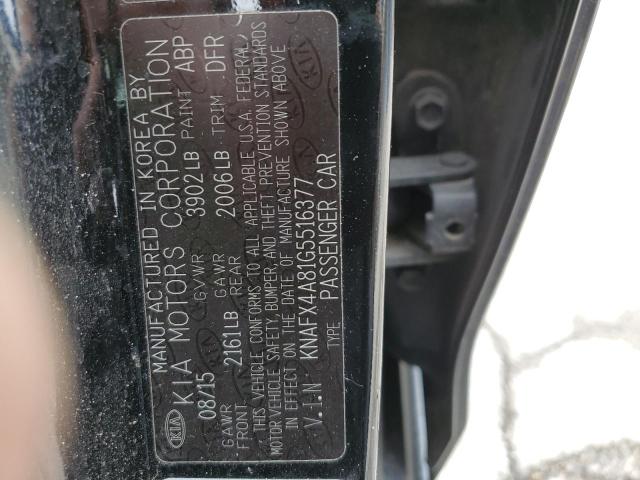 MANUFACTURED IN KOREA BY
KIA KIA MOTORS CORPORATION
08/15 GVWR 3902LB PAINT ABP
GAWR FRONT 2161LB GAWR REAR 2006LB TRIM DFR
THIS VEHICLE CONFORMS TO ALL APPLICABLE U.S.A. FEDERAL
MOTOR VEHICLE SAFETY, BUMPER, AND THEFT PREVENTION STANDARDS
IN EFFECT ON THE DATE OF MANUFACTURE SHOWN ABOVE
V.I.N KNAFX4A81G5516377
TYPE PASSENGER CAR